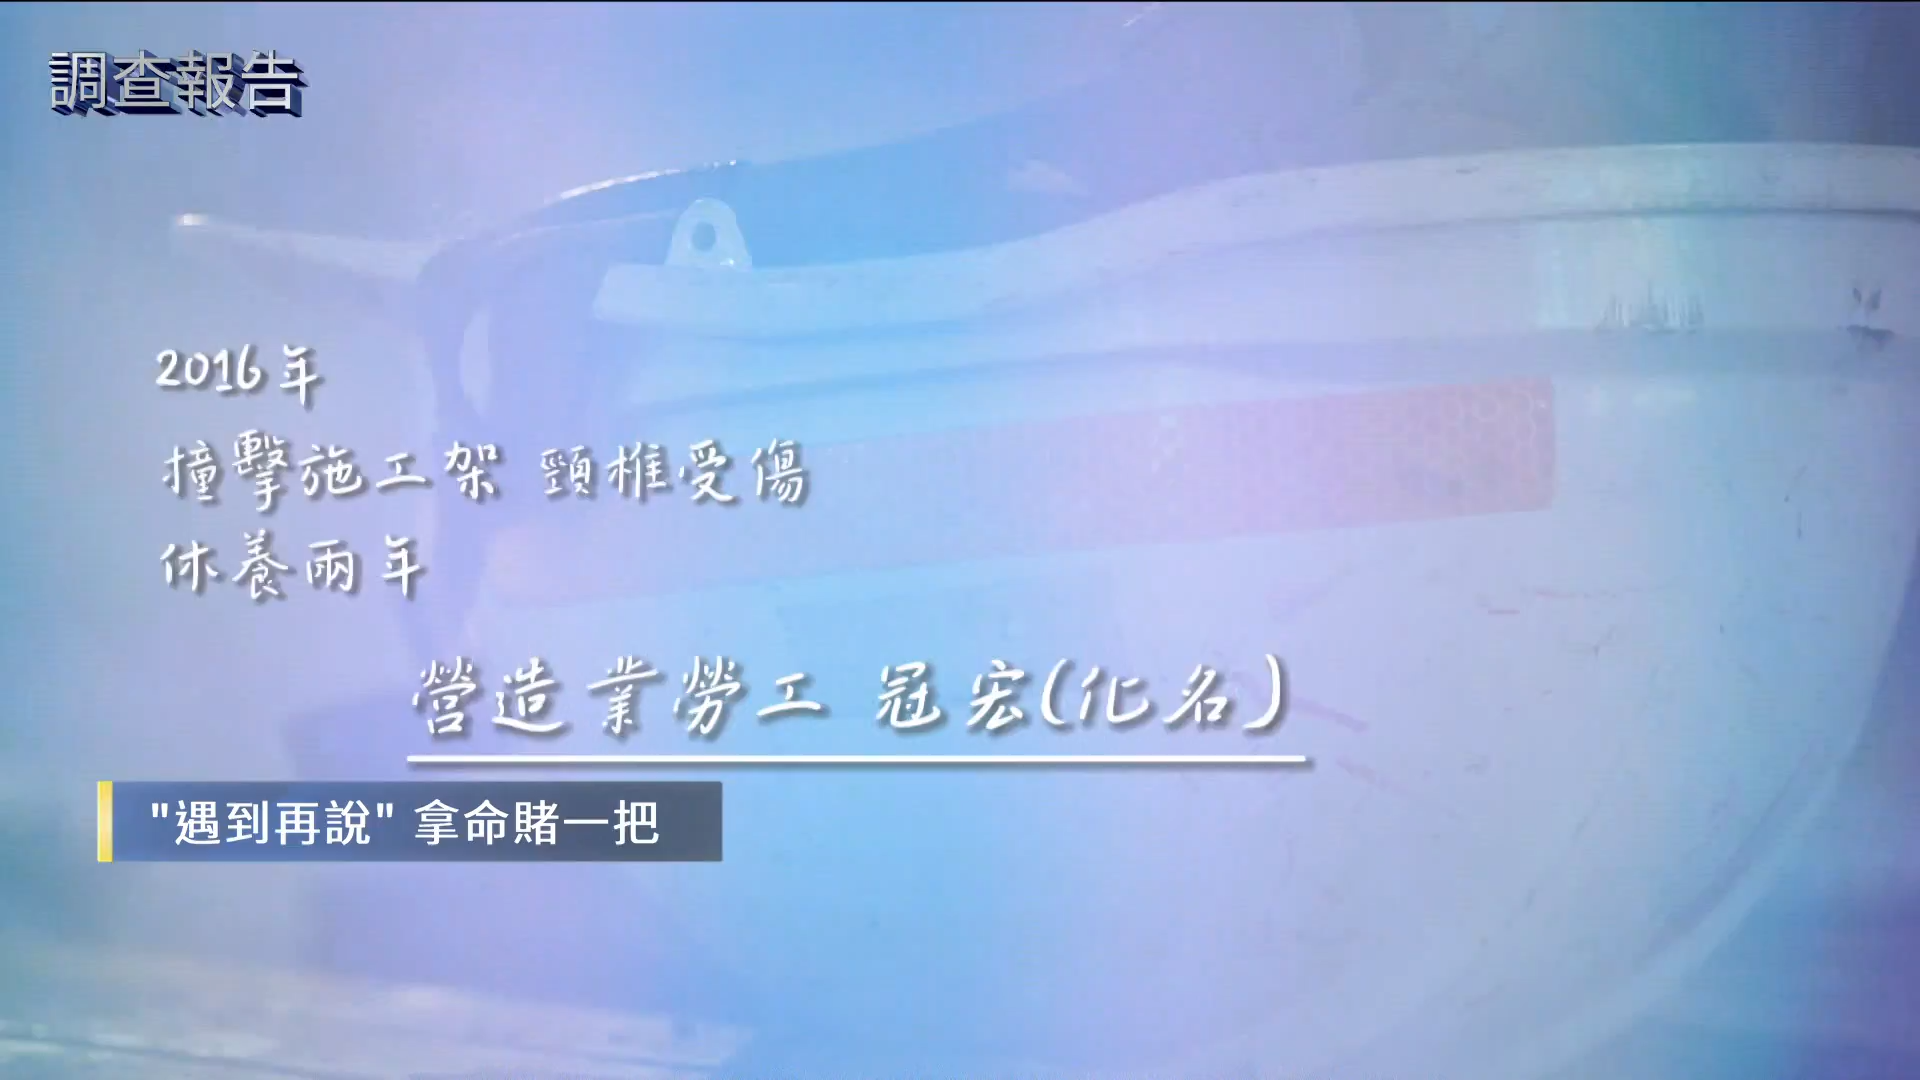 調查報告
2016年
撞擊施工架 頸椎受傷
休養兩年
營造業勞工 冠宏(化名)
"遇到再說" 拿命賭一把